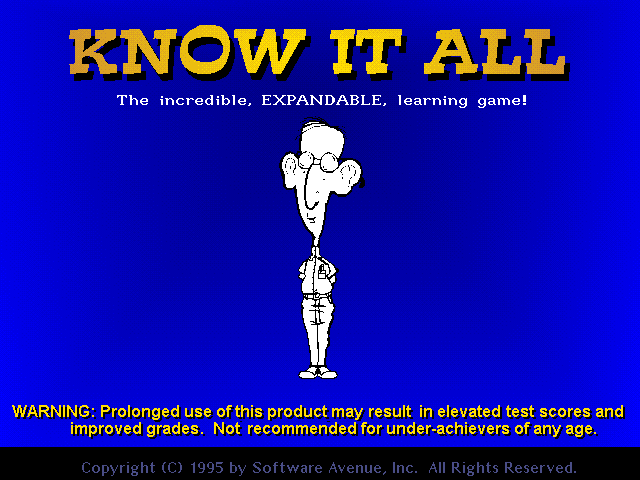 KNOW IT ALL
The incredible, EXPANDABLE, learning game!
WARNING: Prolonged use of this product may result in elevated test scores and
improved grades. Not recommended for under-achievers of any age.
Copyright (C) 1995 by Software Avenue, Inc. All Rights Reserved.